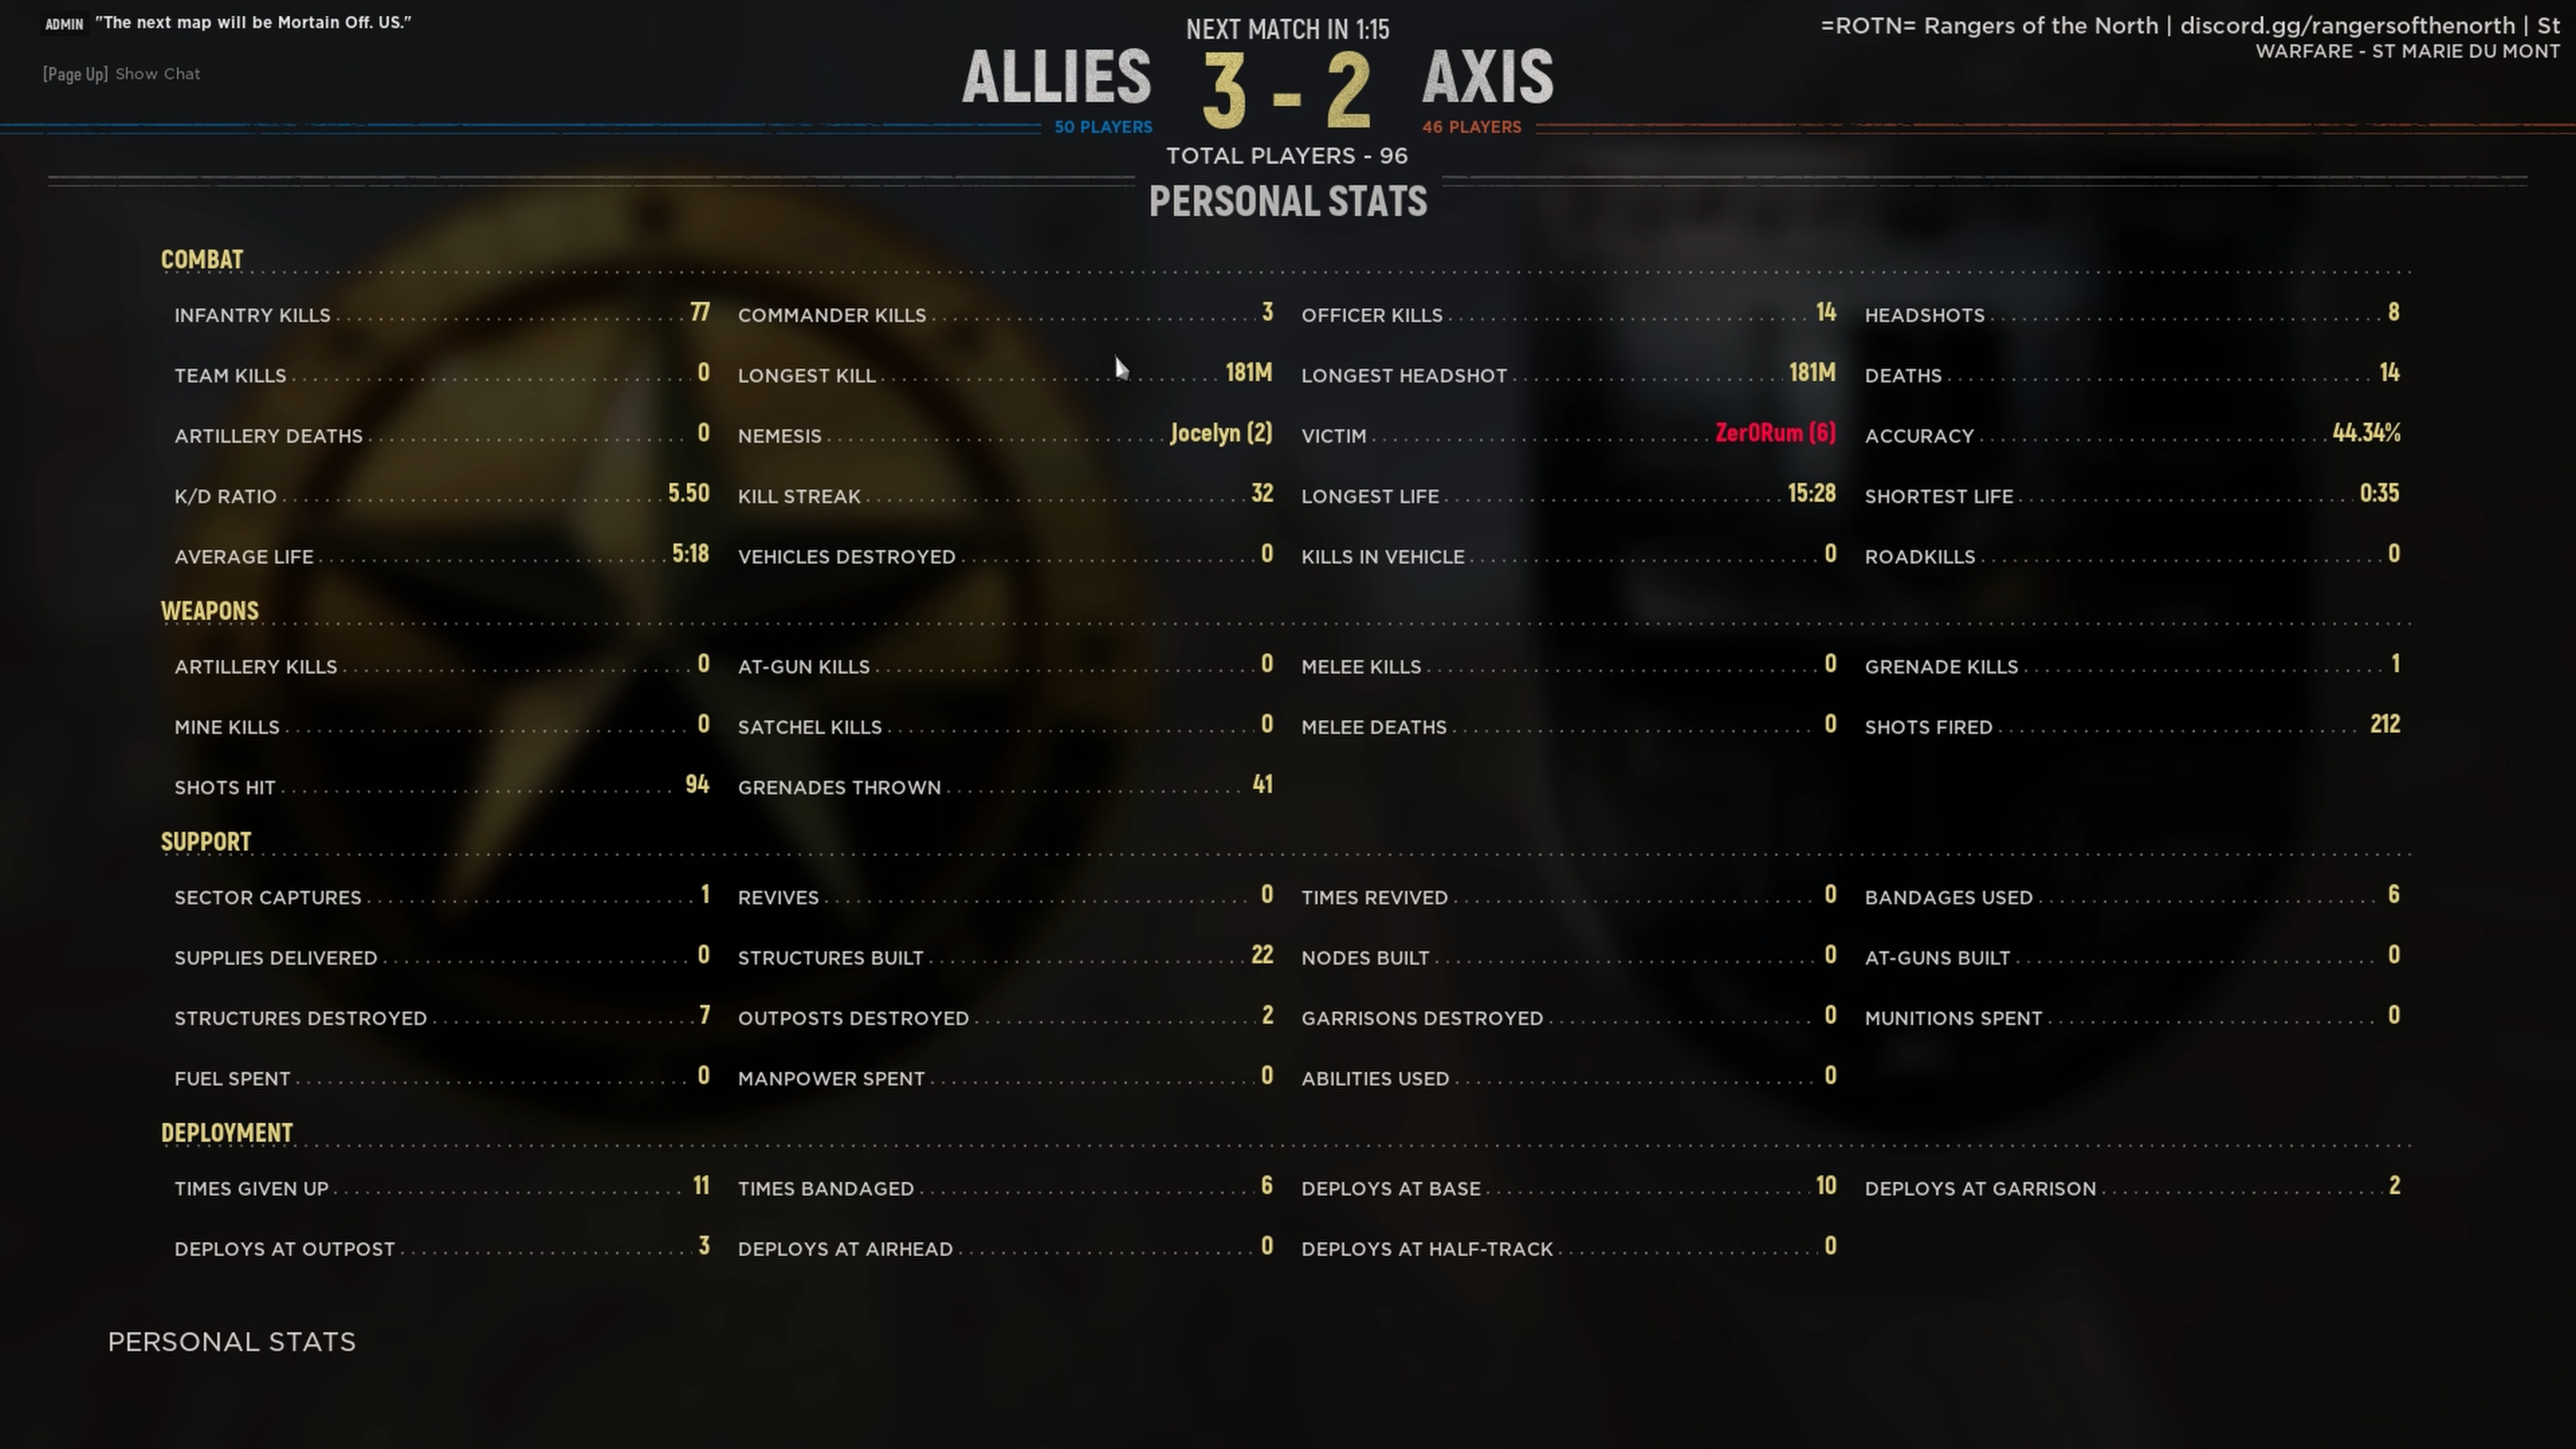 ADMIN "The next map will be Mortain Off. US."
[Page Up] Show Chat
NEXT MATCH IN 1:15
ALLIES 3 - 2 AXIS
50 PLAYERS 46 PLAYERS
TOTAL PLAYERS - 96
=ROTN= Rangers of the North | discord.gg/rangersofthenorth | St
WARFARE - ST MARIE DU MONT
PERSONAL STATS
COMBAT
INFANTRY KILLS 77 COMMANDER KILLS 3 OFFICER KILLS 14 HEADSHOTS 8
TEAM KILLS 0 LONGEST KILL 181M LONGEST HEADSHOT 181M DEATHS 14
ARTILLERY DEATHS 0 NEMESIS Jocelyn (2) VICTIM Zer0Rum (6) ACCURACY 44.34%
K/D RATIO 5.50 KILL STREAK 32 LONGEST LIFE 15:28 SHORTEST LIFE 0:35
AVERAGE LIFE 5:18 VEHICLES DESTROYED 0 KILLS IN VEHICLE 0 ROADKILLS 0
WEAPONS
ARTILLERY KILLS 0 AT-GUN KILLS 0 MELEE KILLS 0 GRENADE KILLS 1
MINE KILLS 0 SATCHEL KILLS 0 MELEE DEATHS 0 SHOTS FIRED 212
SHOTS HIT 94 GRENADES THROWN 41
SUPPORT
SECTOR CAPTURES 1 REVIVES 0 TIMES REVIVED 0 BANDAGES USED 6
SUPPLIES DELIVERED 0 STRUCTURES BUILT 22 NODES BUILT 0 AT-GUNS BUILT 0
STRUCTURES DESTROYED 7 OUTPOSTS DESTROYED 2 GARRISONS DESTROYED 0 MUNITIONS SPENT 0
FUEL SPENT 0 MANPOWER SPENT 0 ABILITIES USED 0
DEPLOYMENT
TIMES GIVEN UP 11 TIMES BANDAGED 6 DEPLOYS AT BASE 10 DEPLOYS AT GARRISON 2
DEPLOYS AT OUTPOST 3 DEPLOYS AT AIRHEAD 0 DEPLOYS AT HALF-TRACK 0
PERSONAL STATS